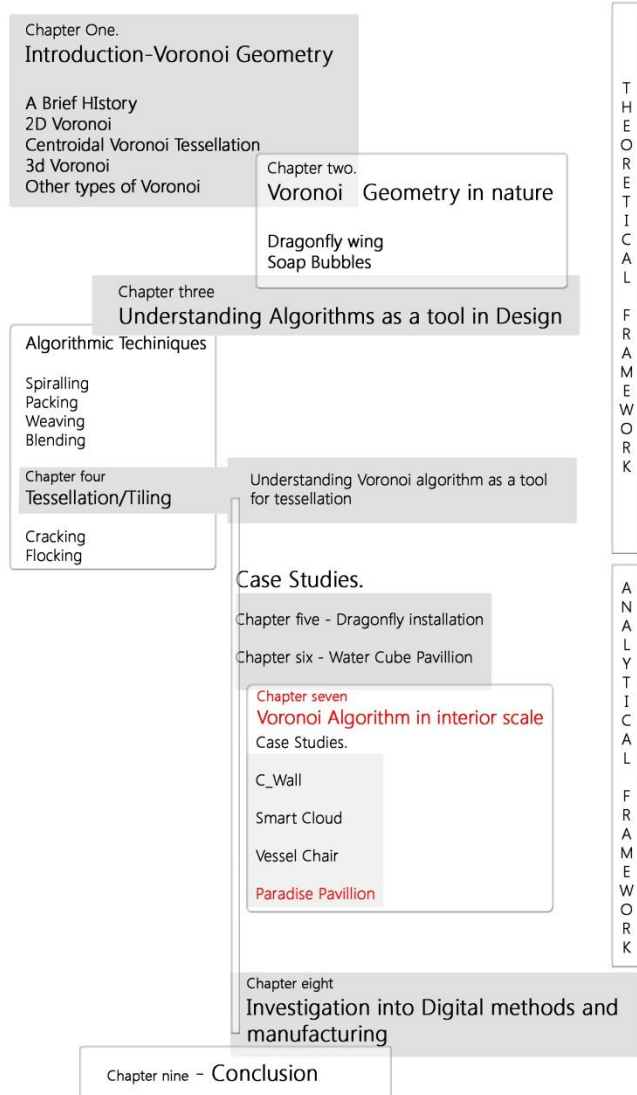 Chapter One.
Introduction-Voronoi Geometry
A Brief HIstory
2D Voronoi
Centroidal Voronoi Tessellation
3d Voronoi
Other types of Voronoi
Chapter two.
Voronoi Geometry in nature
Dragonfly wing
Soap Bubbles
Chapter three
Understanding Algorithms as a tool in Design
Algorithmic Techiniques
Spiralling
Packing
Weaving
Blending
Chapter four
Tessellation/Tiling
Understanding Voronoi algorithm as a tool
for tessellation
Cracking
Flocking
THEORETICAL FRAMEWORK
Case Studies.
Chapter five - Dragonfly installation
Chapter six - Water Cube Pavillion
Chapter seven
Voronoi Algorithm in interior scale
Case Studies.
C_Wall
Smart Cloud
Vessel Chair
Paradise Pavillion
ANALYTICAL FRAMEWORK
Chapter eight
Investigation into Digital methods and
manufacturing
Chapter nine - Conclusion